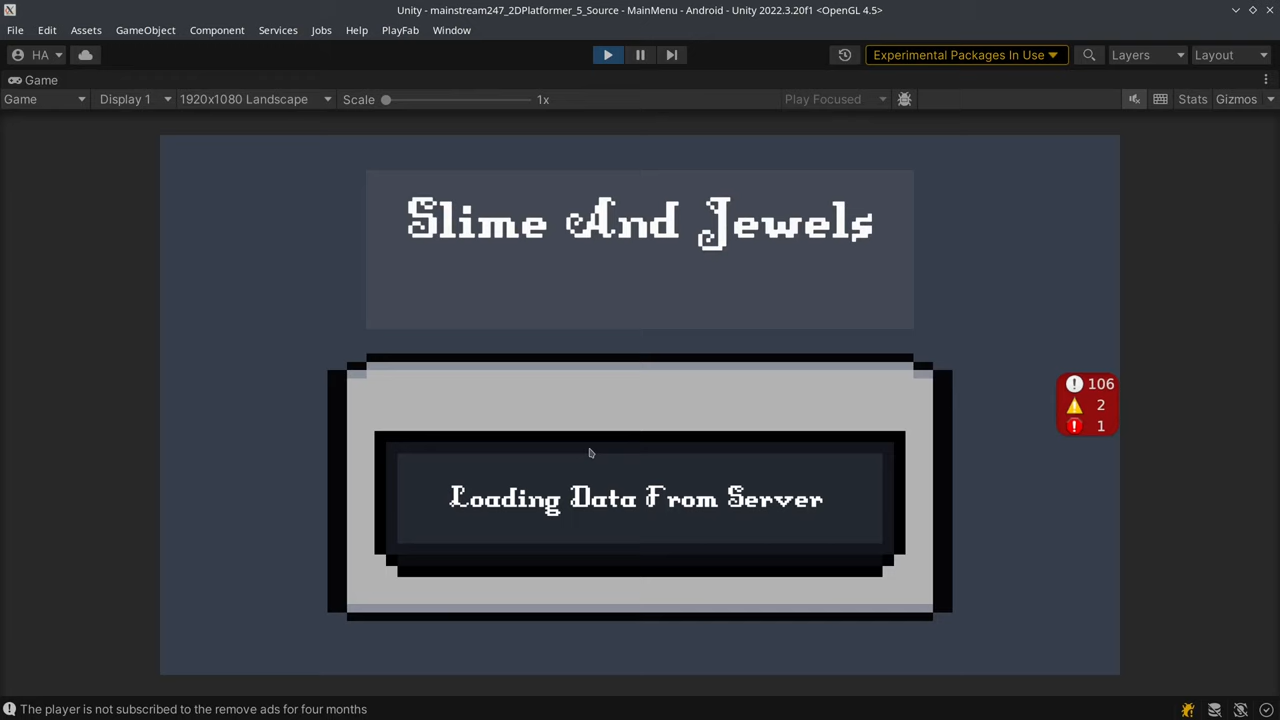 Unity - mainstream247_2DPlatformer_5_Source - MainMenu - Android - Unity 2022.3.20f1 <OpenGL 4.5>
File Edit Assets GameObject Component Services Jobs Help PlayFab Window
HA Experimental Packages In Use Layers Layout
Game
Game Display 1 1920x1080 Landscape Scale 1x Play Focused Stats Gizmos
Slime And Jewels
106
2
1
Loading Data From Server
The player is not subscribed to the remove ads for four months